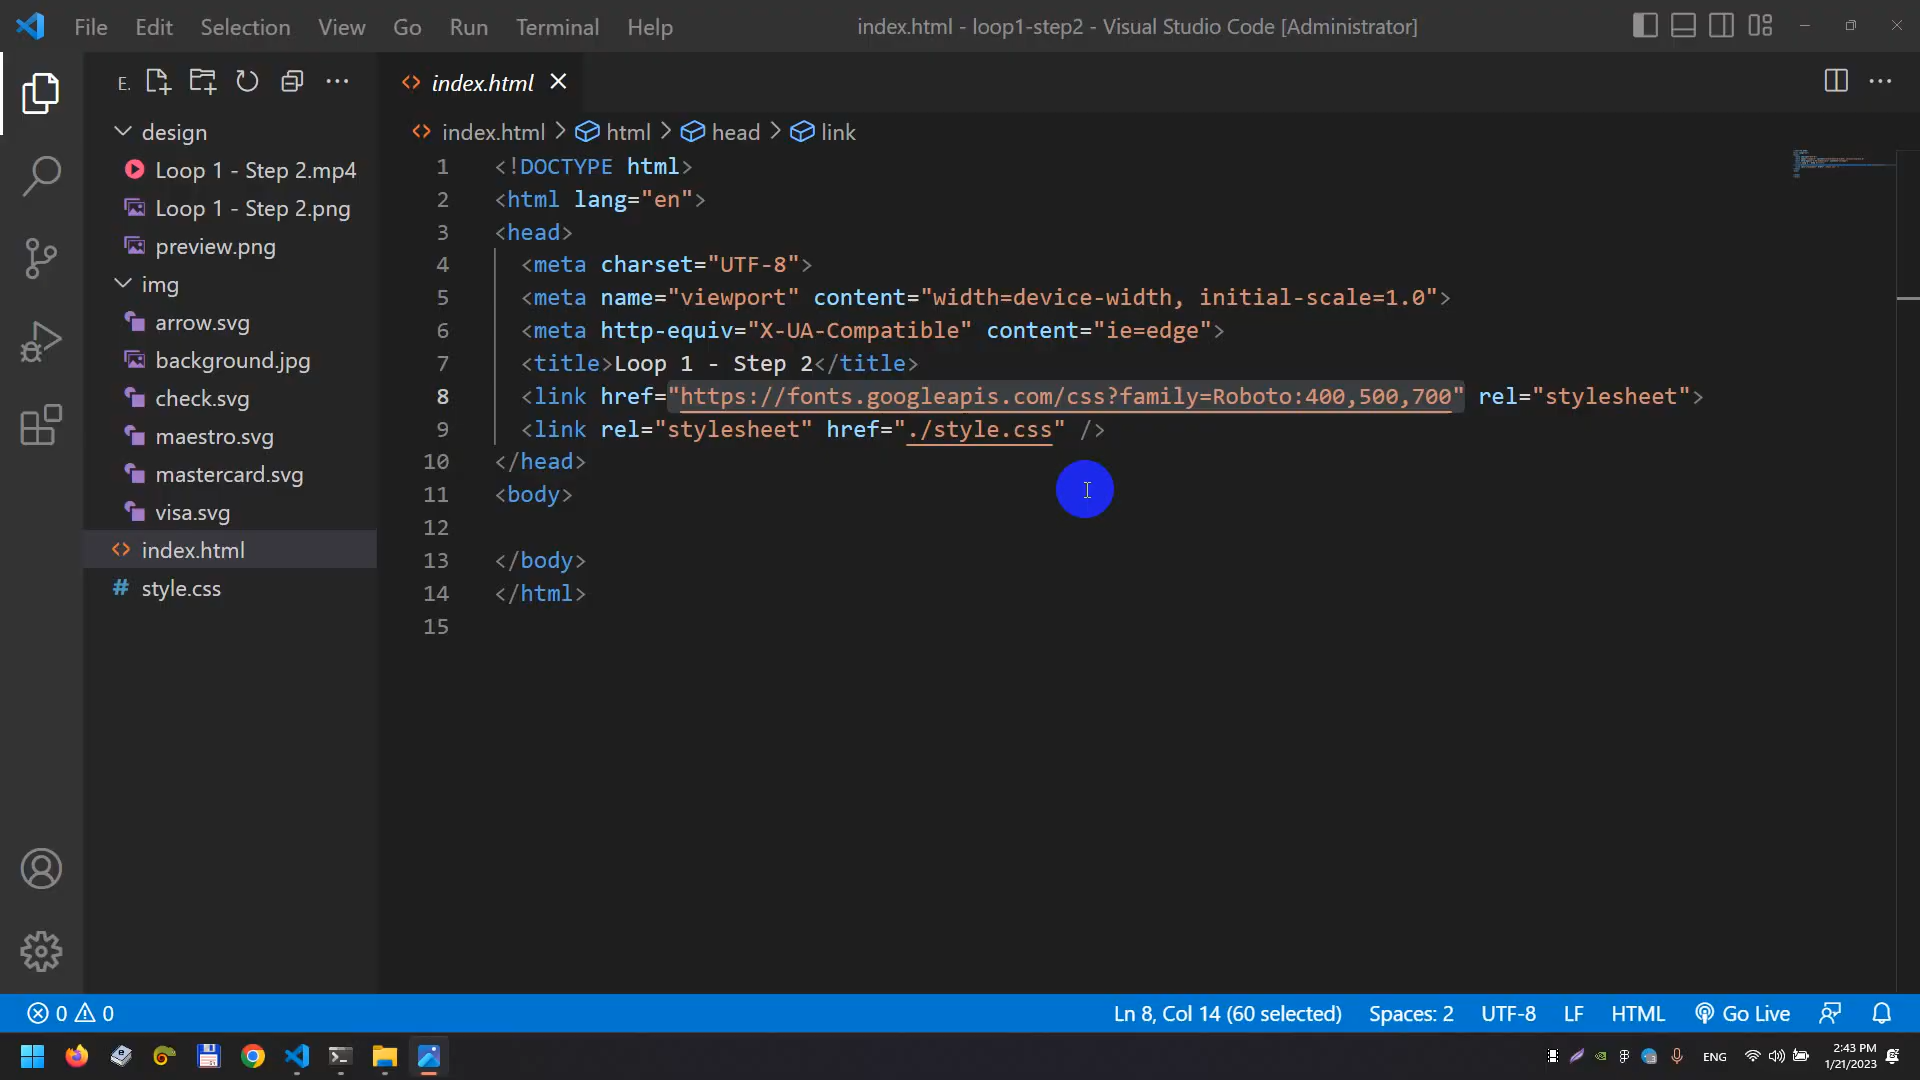 File Edit Selection View Go Run Terminal Help
index.html - loop1-step2 - Visual Studio Code [Administrator]
E.
design
Loop 1 - Step 2.mp4
Loop 1 - Step 2.png
preview.png
img
arrow.svg
background.jpg
check.svg
maestro.svg
mastercard.svg
visa.svg
index.html
style.css
index.html
index.html > html > head > link
1 <!DOCTYPE html>
2 <html lang="en">
3 <head>
4 <meta charset="UTF-8">
5 <meta name="viewport" content="width=device-width, initial-scale=1.0">
6 <meta http-equiv="X-UA-Compatible" content="ie=edge">
7 <title>Loop 1 - Step 2</title>
8 <link href="https://fonts.googleapis.com/css?family=Roboto:400,500,700" rel="stylesheet">
9 <link rel="stylesheet" href="./style.css" />
10 </head>
11 <body>
12
13 </body>
14 </html>
15
0 0
Ln 8, Col 14 (60 selected) Spaces: 2 UTF-8 LF HTML Go Live
ENG
2:43 PM
1/21/2023